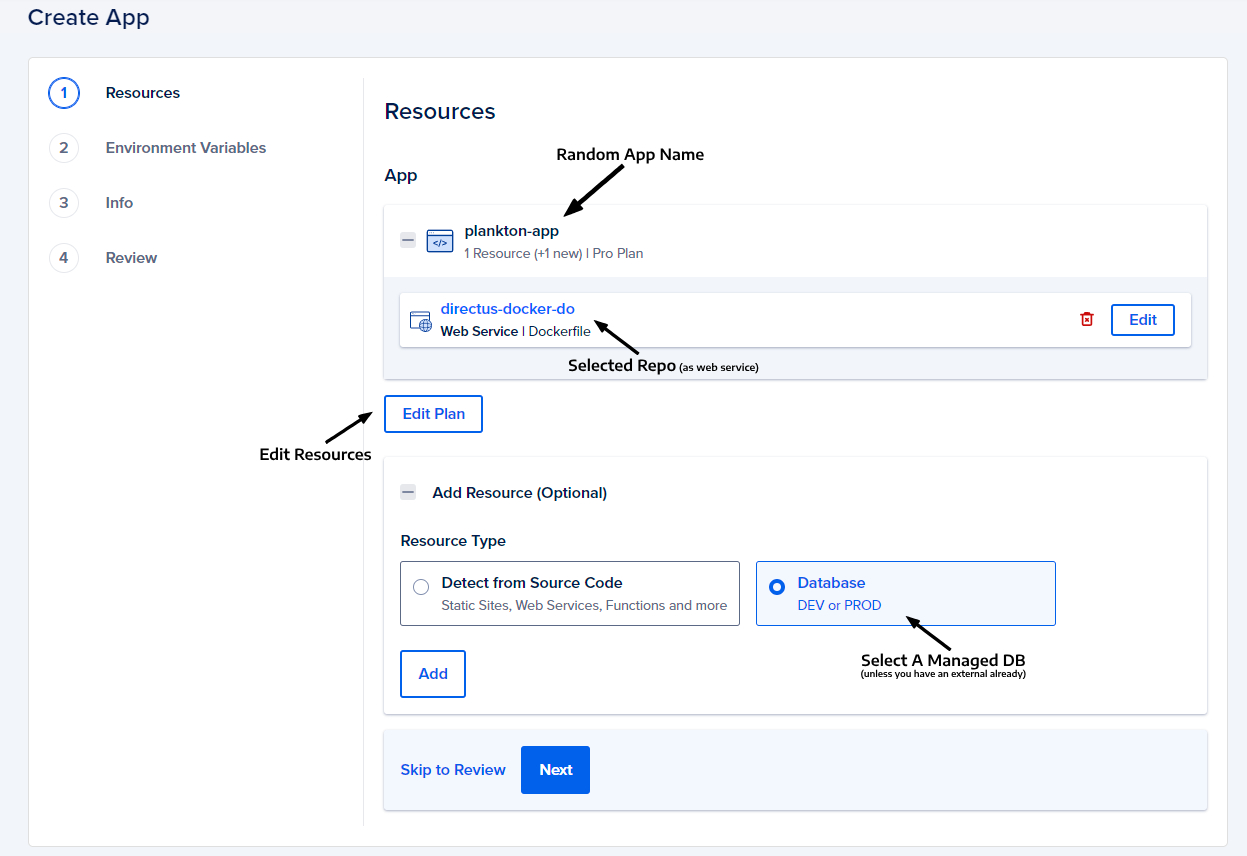 Create App
1 Resources
2 Environment Variables
3 Info
4 Review
Resources
Random App Name
App
plankton-app
</>
1 Resource (+1 new) | Pro Plan
directus-docker-do
Web Service | Dockerfile
Edit
Selected Repo (as web service)
Edit Plan
Edit Resources
Add Resource (Optional)
Resource Type
Detect from Source Code
Static Sites, Web Services, Functions and more
Database
DEV or PROD
Select A Managed DB
(unless you have an external already)
Add
Skip to Review
Next